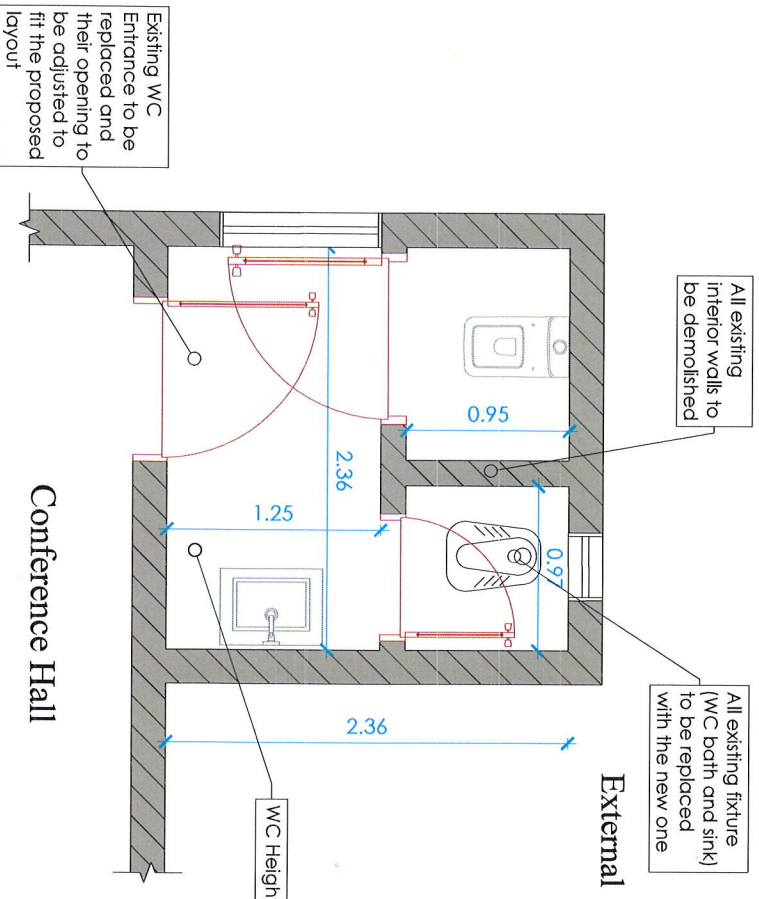 All existing fixture
(WC bath and sink)
to be replaced
with the new one
External
WC Heigh
All existing
interior walls to
be demolished
0.95
0.97
2.36
1.25
2.36
Conference Hall
Existing WC
Entrance to be
replaced and
their opening to
be adjusted to
fit the proposed
layout